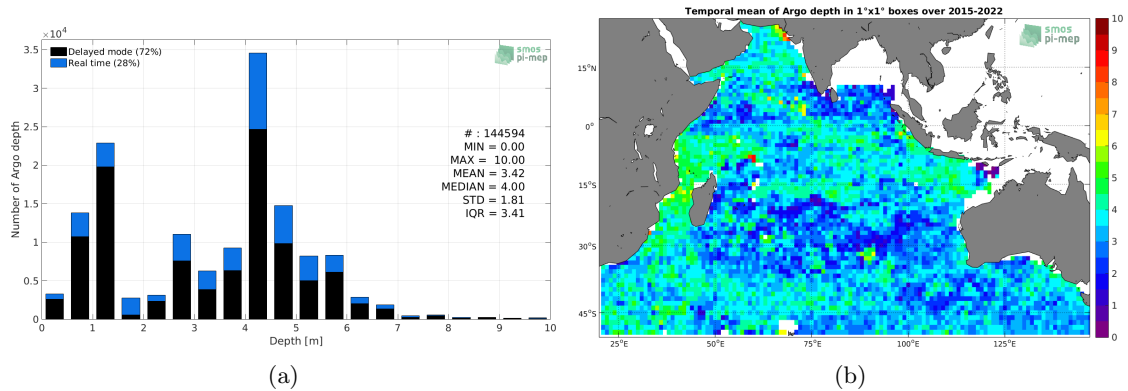 ×10⁴
3.5
3
2.5
2
1.5
1
0.5
0
Number of Argo depth
Delayed mode (72%)
Real time (28%)
smos
pi-mep
# : 144594
MIN = 0.00
MAX = 10.00
MEAN = 3.42
MEDIAN = 4.00
STD = 1.81
IQR = 3.41
0 1 2 3 4 5 6 7 8 9 10
Depth [m]
(a)
Temporal mean of Argo depth in 1°x1° boxes over 2015-2022
smos
pi-mep
15°N
0°
15°S
30°S
45°S
25°E 50°E 75°E 100°E 125°E
10
9
8
7
6
5
4
3
2
1
0
(b)